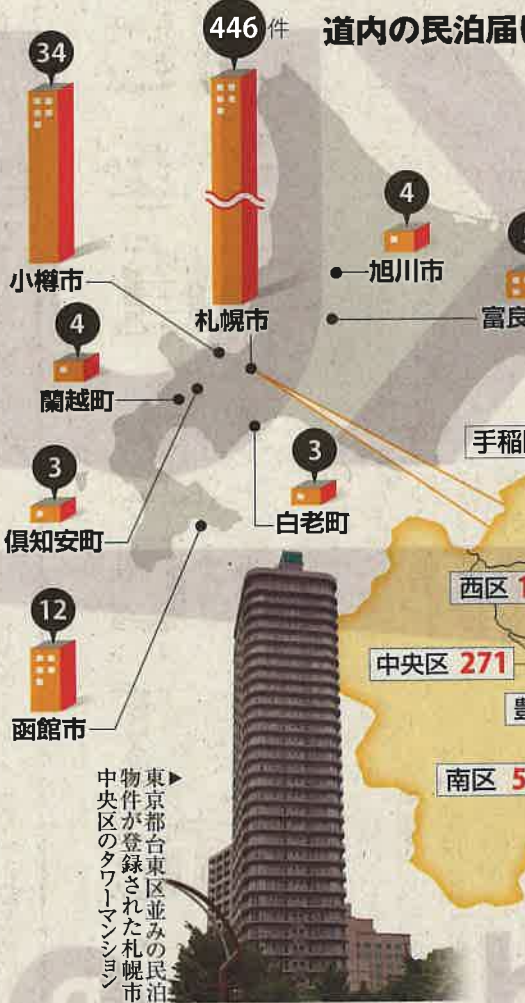 道内の民泊届
446件
34
小樽市
札幌市
4
旭川市
富良
4
蘭越町
3
倶知安町
3
白老町
12
函館市
手稲
西区 1
中央区 271
南区 5
▶東京都台東区並みの民泊
物件が登録された札幌市
中央区のタワーマンション